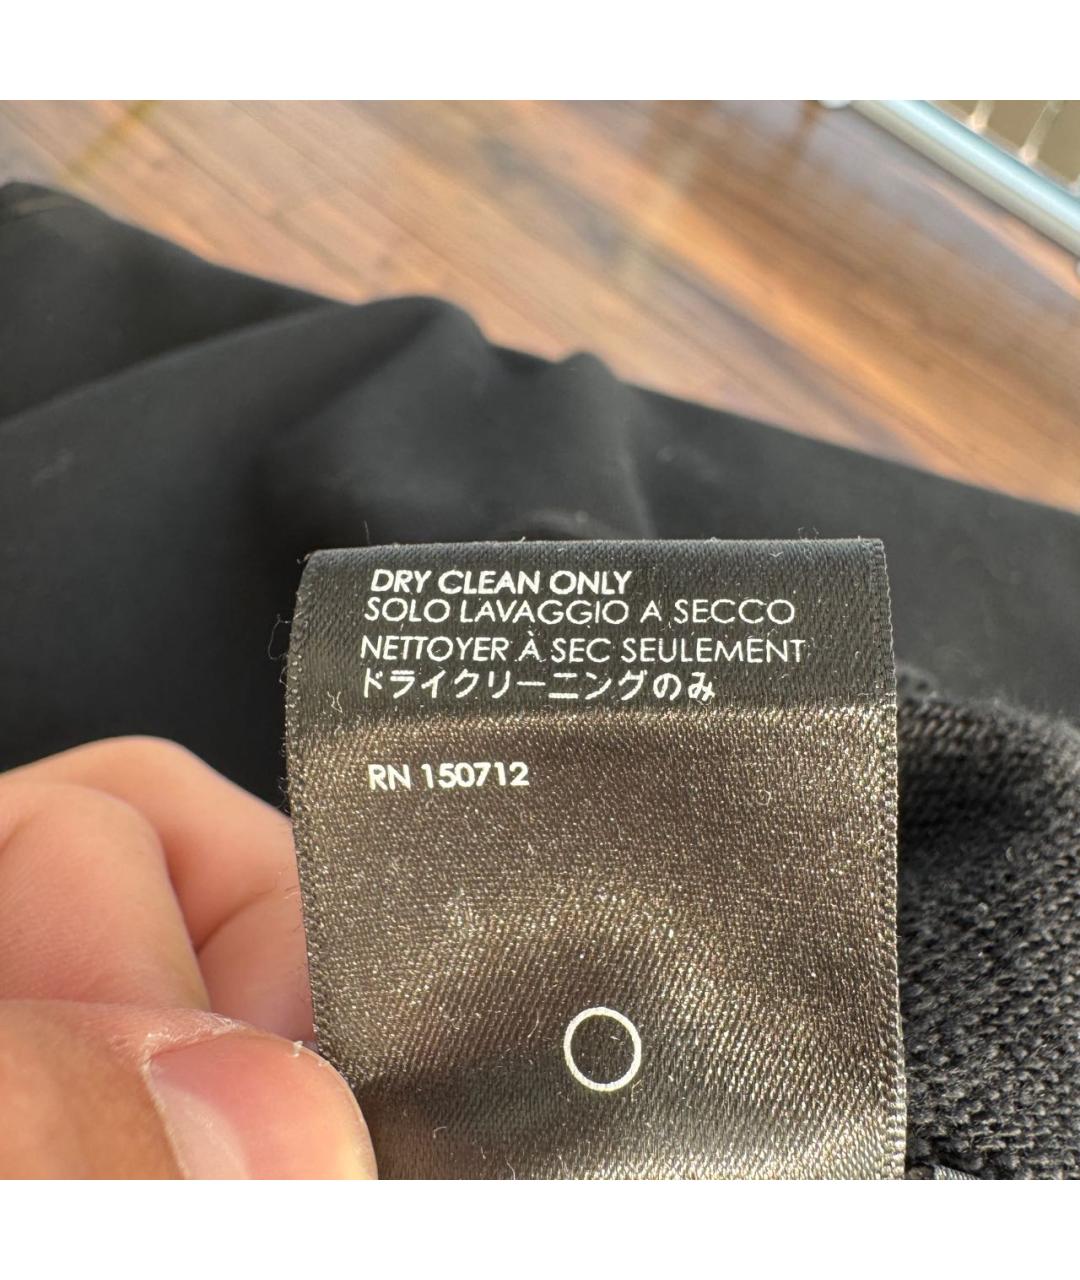 DRY CLEAN ONLY
SOLO LAVAGGIO A SECCO
NETTOYER À SEC SEULEMENT
ドライクリーニングのみ
RN 150712